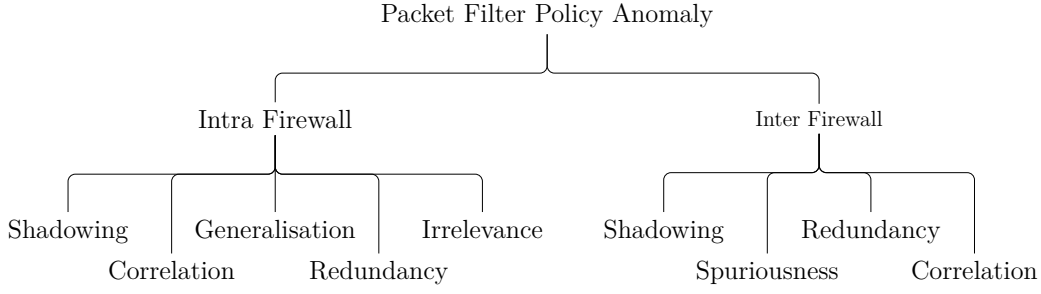 Packet Filter Policy Anomaly
Intra Firewall
Inter Firewall
Shadowing
Generalisation
Irrelevance
Shadowing
Redundancy
Correlation
Redundancy
Spuriousness
Correlation